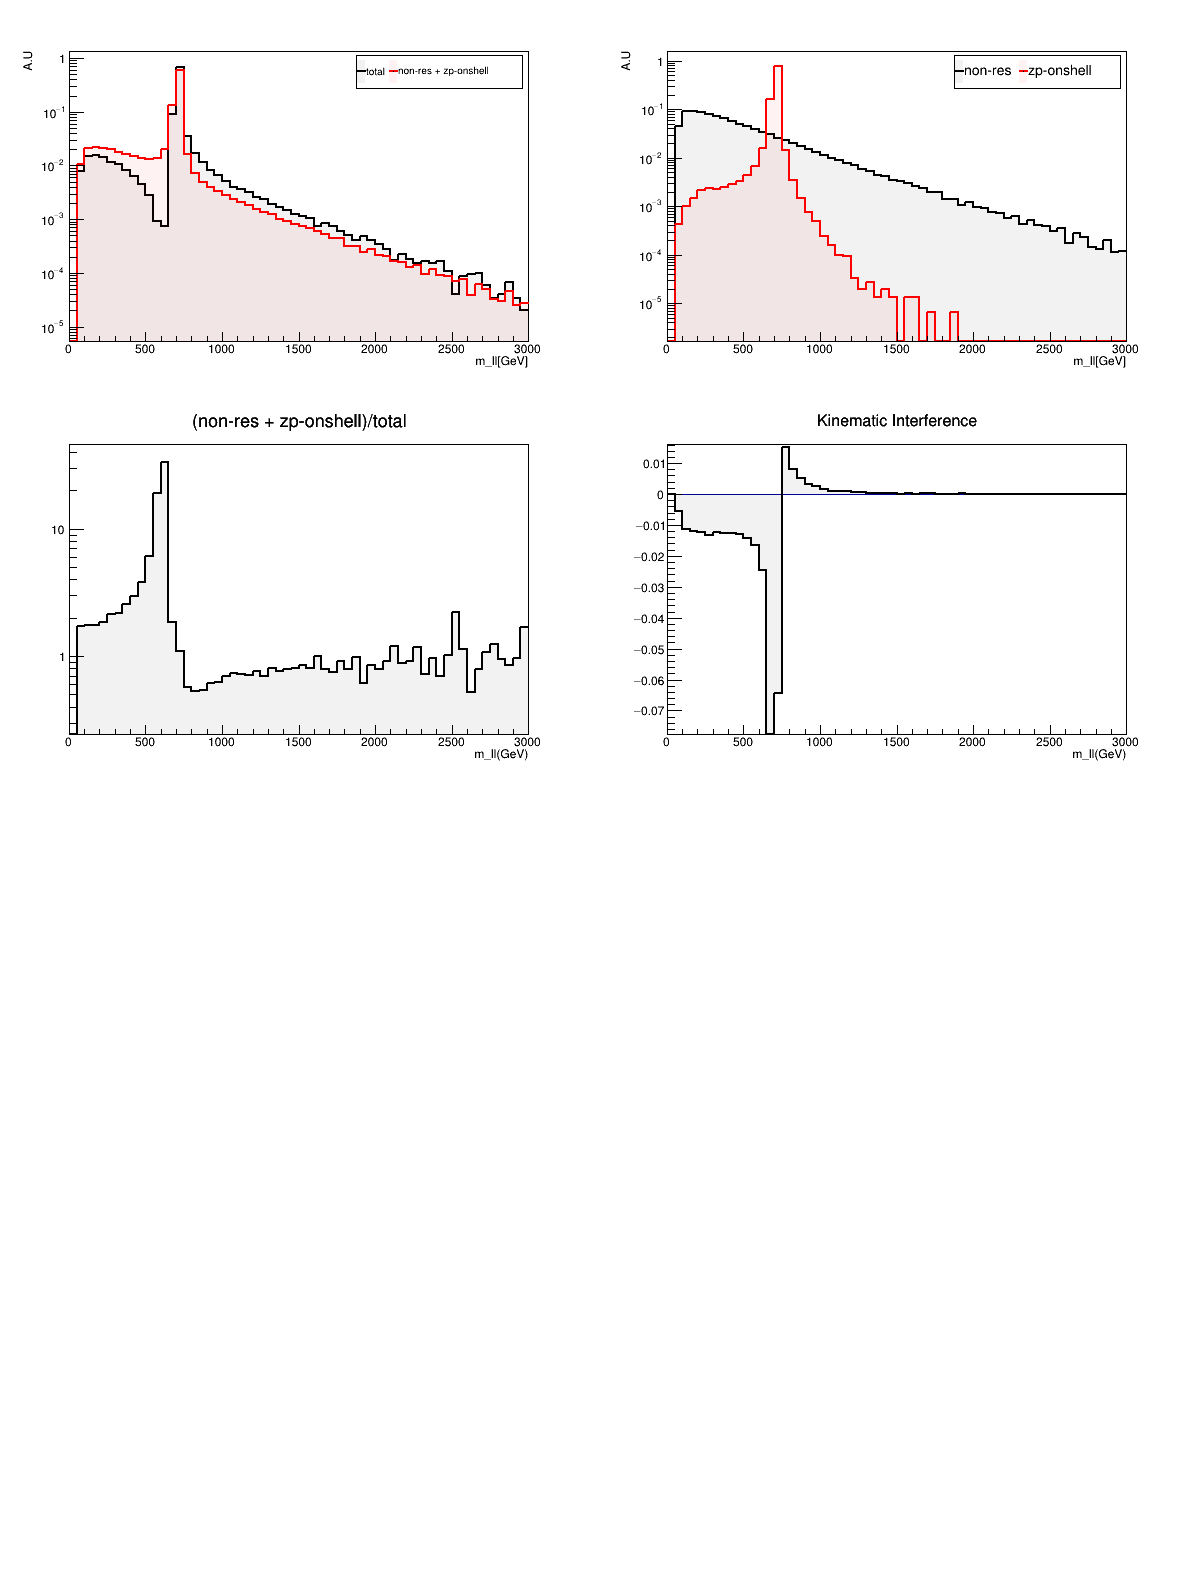 A.U
total non-res + zp-onshell
1
10⁻¹
10⁻²
10⁻³
10⁻⁴
10⁻⁵
0 500 1000 1500 2000 2500 3000
m_ll[GeV]
A.U
non-res zp-onshell
1
10⁻¹
10⁻²
10⁻³
10⁻⁴
10⁻⁵
0 500 1000 1500 2000 2500 3000
m_ll[GeV]
(non-res + zp-onshell)/total
10
1
0 500 1000 1500 2000 2500 3000
m_ll(GeV)
Kinematic Interference
0.01
0
−0.01
−0.02
−0.03
−0.04
−0.05
−0.06
−0.07
0 500 1000 1500 2000 2500 3000
m_ll(GeV)